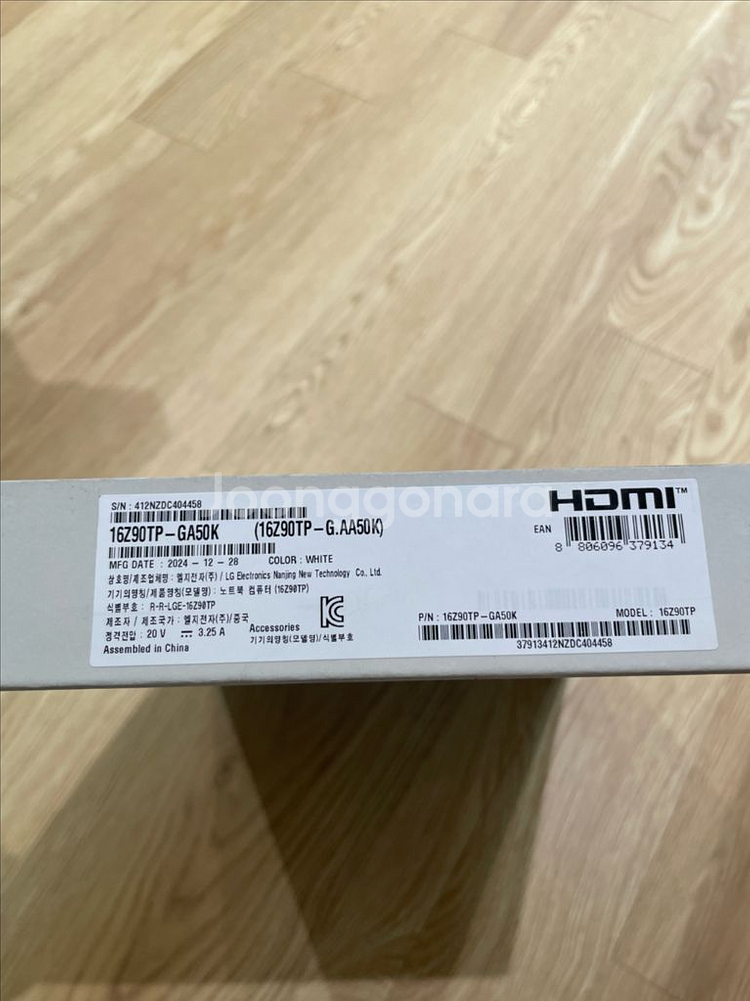 joonggonara
S/N : 412NZDC404458
16Z90TP-GA50K (16Z90TP-G.AA50K)
MFG DATE : 2024 - 12 - 28 COLOR : WHITE
상호명/제조업체명 : 엘지전자(주) / LG Electronics Nanjing New Technology Co., Ltd.
기기의명칭/제품명칭(모델명) : 노트북 컴퓨터 (16Z90TP)
식별부호 : R-R-LGE-16Z90TP
제조자 / 제조국가 : 엘지전자(주)/중국
정격전압 : 20 V ⎓ 3.25 A
Assembled in China
Accessories
기기의명칭(모델명)/식별부호
HDMI™
EAN
8 806096 379134
P/N : 16Z90TP-GA50K MODEL : 16Z90TP
37913412NZDC404458